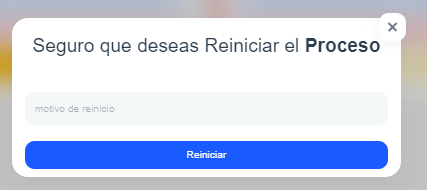 ×
Seguro que deseas Reiniciar el Proceso
motivo de reinicio
Reiniciar